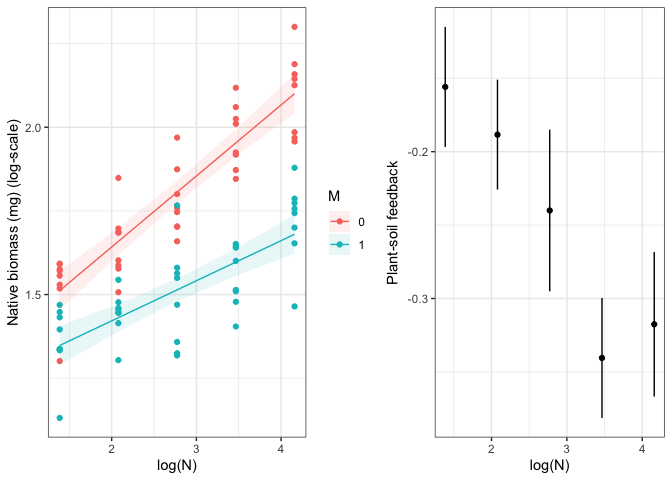 Native biomass (mg) (log-scale)
2.0
1.5
2
3
4
log(N)
M
0
1
Plant-soil feedback
-0.2
-0.3
2
3
4
log(N)